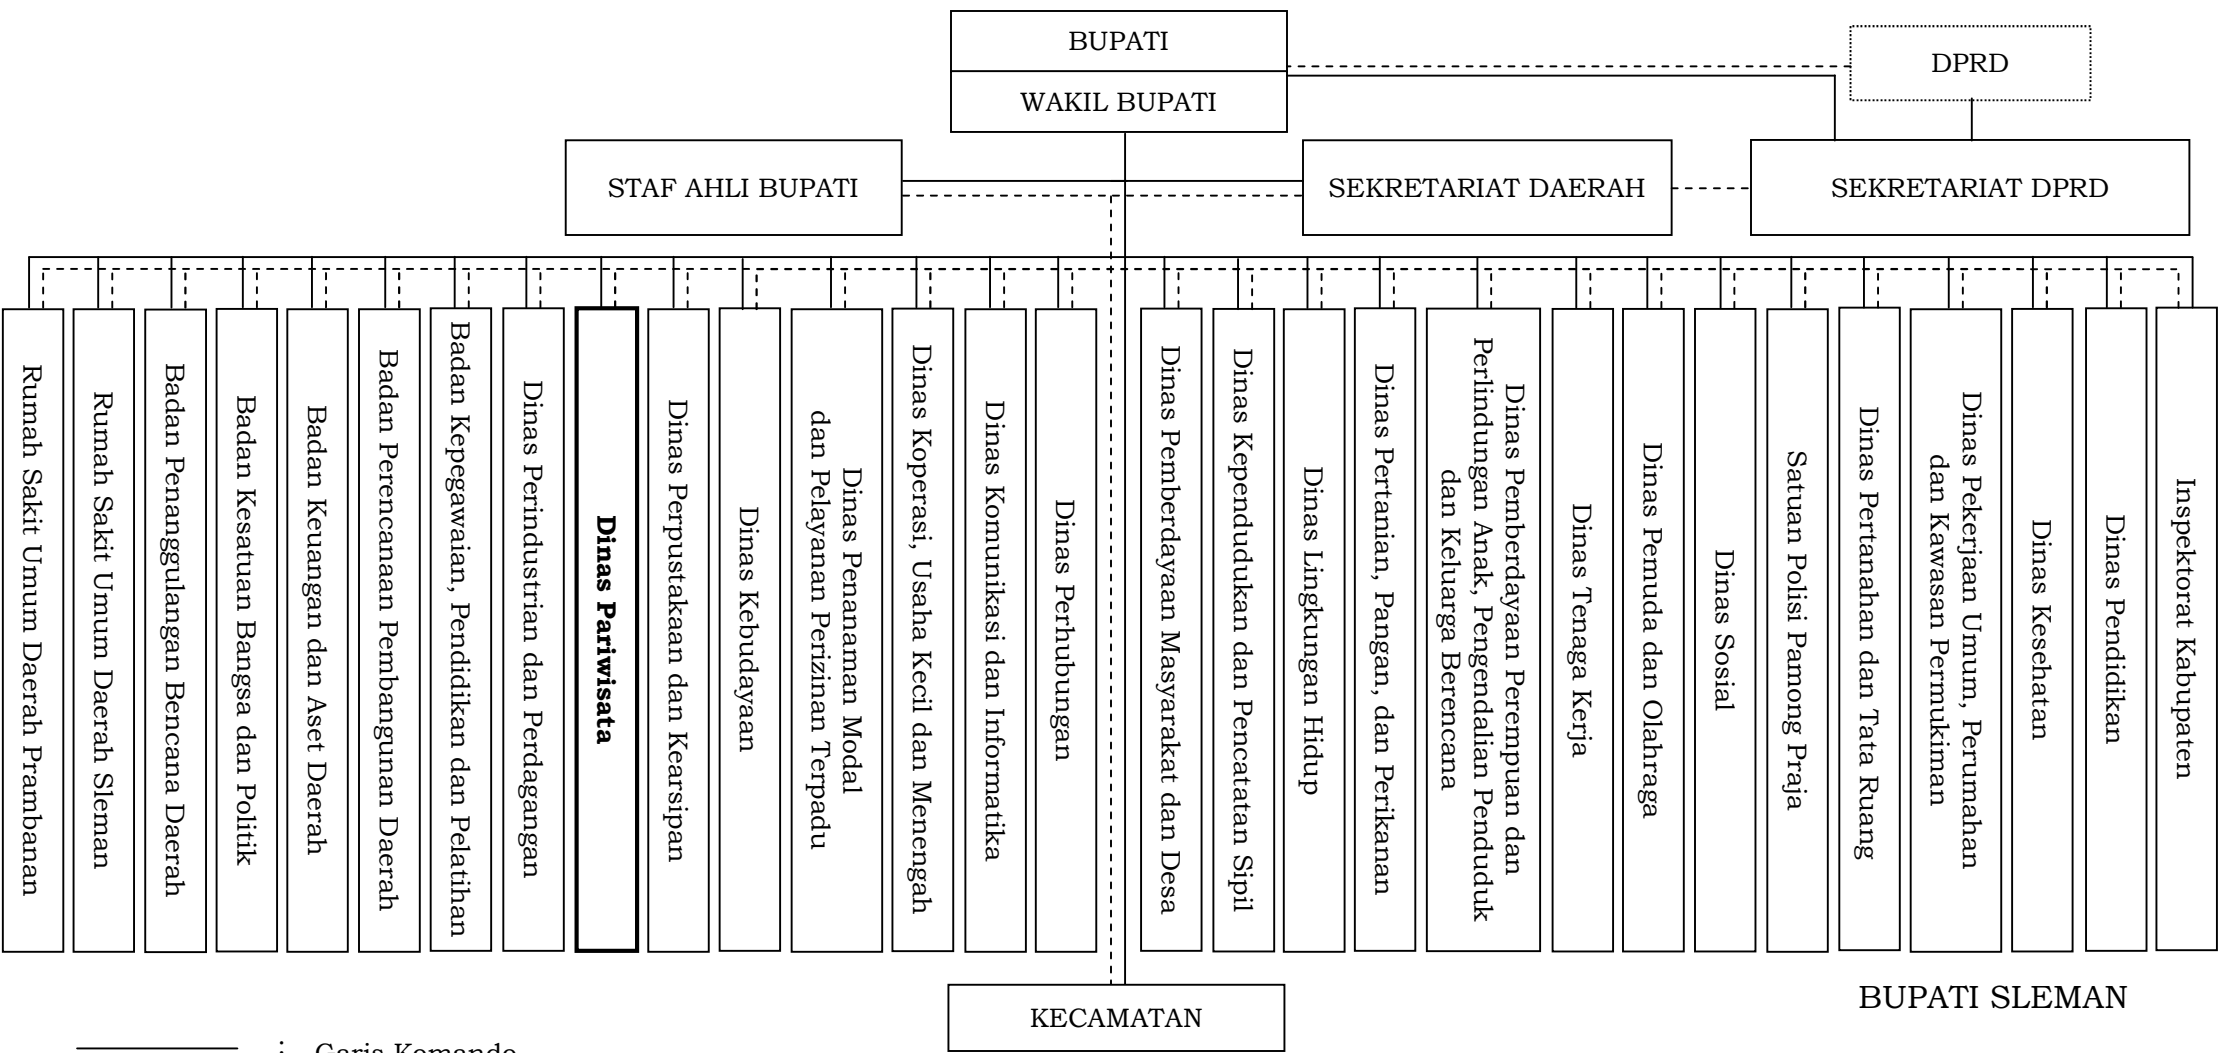 BUPATI
WAKIL BUPATI
DPRD
STAF AHLI BUPATI
SEKRETARIAT DAERAH
SEKRETARIAT DPRD
Rumah Sakit Umum Daerah Prambanan
Rumah Sakit Umum Daerah Sleman
Badan Penanggulangan Bencana Daerah
Badan Kesatuan Bangsa dan Politik
Badan Keuangan dan Aset Daerah
Badan Perencanaan Pembangunan Daerah
Badan Kepegawaian, Pendidikan dan Pelatihan
Dinas Perindustrian dan Perdagangan
Dinas Pariwisata
Dinas Perpustakaan dan Kearsipan
Dinas Kebudayaan
Dinas Penanaman Modal
dan Pelayanan Perizinan Terpadu
Dinas Koperasi, Usaha Kecil dan Menengah
Dinas Komunikasi dan Informatika
Dinas Perhubungan
Dinas Pemberdayaan Masyarakat dan Desa
Dinas Kependudukan dan Pencatatan Sipil
Dinas Lingkungan Hidup
Dinas Pertanian, Pangan, dan Perikanan
Dinas Pemberdayaan Perempuan dan
Perlindungan Anak, Pengendalian Penduduk
dan Keluarga Berencana
Dinas Tenaga Kerja
Dinas Pemuda dan Olahraga
Dinas Sosial
Satuan Polisi Pamong Praja
Dinas Pertanahan dan Tata Ruang
Dinas Pekerjaan Umum, Perumahan
dan Kawasan Permukiman
Dinas Kesehatan
Dinas Pendidikan
Inspektorat Kabupaten
BUPATI SLEMAN
KECAMATAN
: Garis Komando